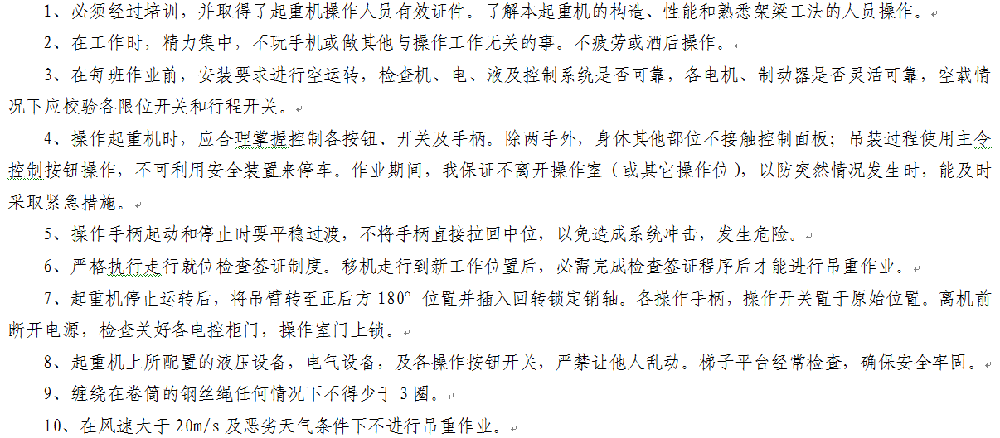 1、必须经过培训，并取得了起重机操作人员有效证件。了解本起重机的构造、性能和熟悉架梁工法的人员操作。
2、在工作时，精力集中，不玩手机或做其他与操作工作无关的事。不疲劳或酒后操作。
3、在每班作业前，安装要求进行空运转，检查机、电、液及控制系统是否可靠，各电机、制动器是否灵活可靠，空载情
况下应校验各限位开关和行程开关。
4、操作起重机时，应合理掌握控制各按钮、开关及手柄。除两手外，身体其他部位不接触控制面板；吊装过程使用主令
控制按钮操作，不可利用安全装置来停车。作业期间，我保证不离开操作室（或其它操作位），以防突然情况发生时，能及时
采取紧急措施。
5、操作手柄起动和停止时要平稳过渡，不将手柄直接拉回中位，以免造成系统冲击，发生危险。
6、严格执行走行就位检查签证制度。移机走行到新工作位置后，必需完成检查签证程序后才能进行吊重作业。
7、起重机停止运转后，将吊臂转至正后方180° 位置并插入回转锁定销轴。各操作手柄，操作开关置于原始位置。离机前
断开电源，检查关好各电控柜门，操作室门上锁。
8、起重机上所配置的液压设备，电气设备，及各操作按钮开关，严禁让他人乱动。梯子平台经常检查，确保安全牢固。
9、缠绕在卷筒的钢丝绳任何情况下不得少于3圈。
10、在风速大于20m/s及恶劣天气条件下不进行吊重作业。